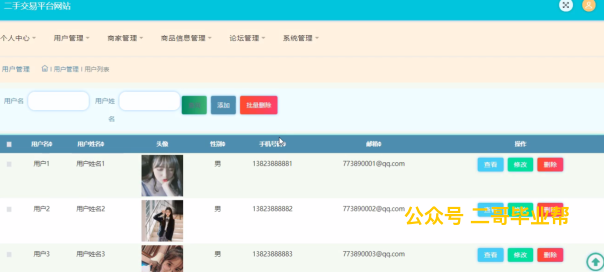 二手交易平台网站
个人中心 用户管理 商家管理 商品信息管理 论坛管理 系统管理
用户管理 | 用户管理 | 用户列表
用户名 用户姓名 添加 批量删除
用户名 用户姓名 头像 性别 手机号码 邮箱 操作
用户1 用户姓名1 男 13823888881 773890001@qq.com 查看 修改 删除
用户2 用户姓名2 男 13823888882 773890002@qq.com 查看 修改 删除
公众号 二哥毕业帮
用户3 用户姓名3 男 13823888883 773890003@qq.com 查看 修改 删除